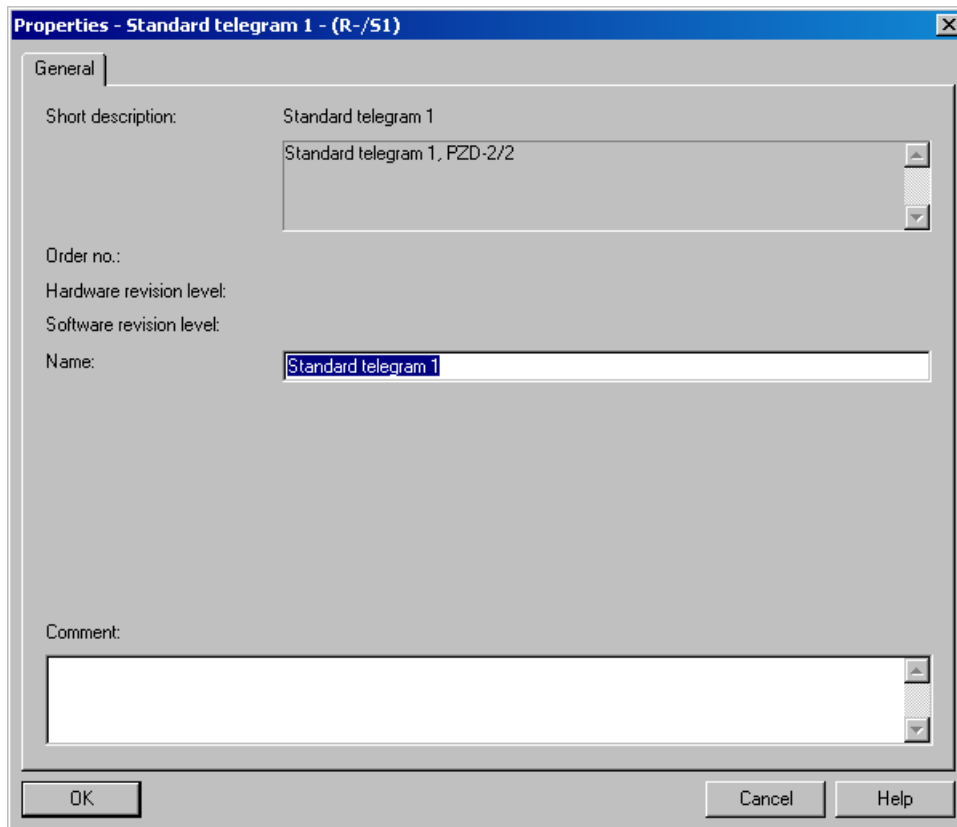 Properties - Standard telegram 1 - (R-/S1)
General
Short description: Standard telegram 1
Standard telegram 1, PZD-2/2
Order no.:
Hardware revision level:
Software revision level:
Name: Standard telegram 1
Comment:
OK Cancel Help